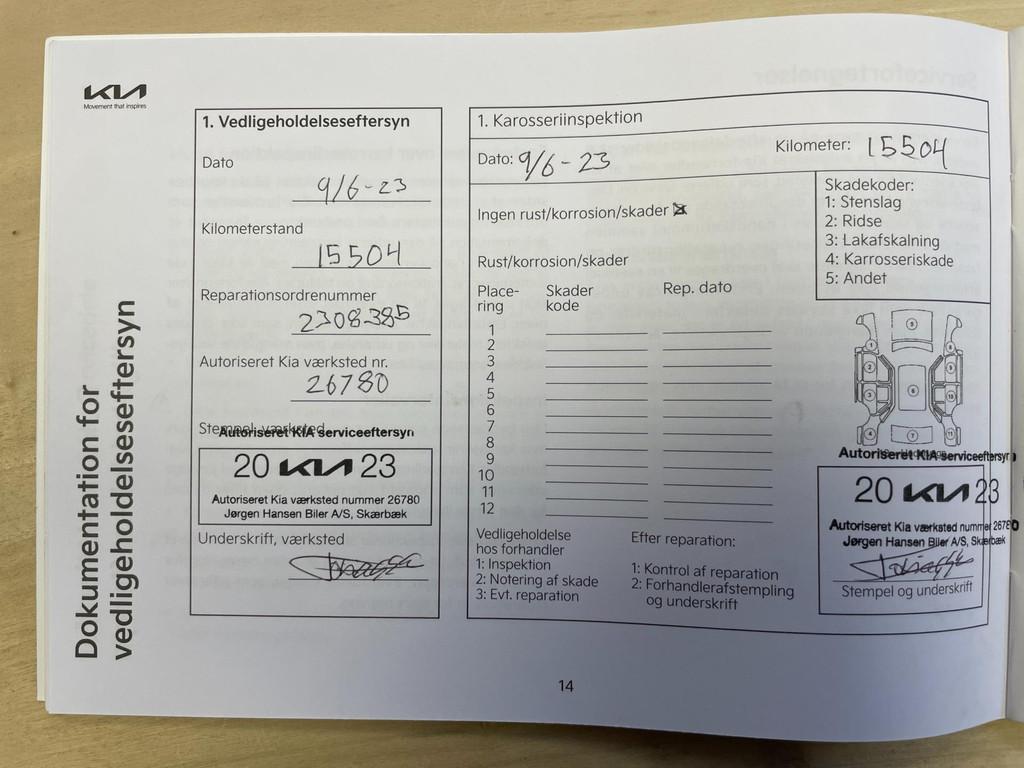 KIA
Movement that inspires
Dokumentation for
vedligeholdelseseftersyn
1. Vedligeholdelseseftersyn
Dato
9/6-23
Kilometerstand
15504
Reparationsordrenummer
2308385
Autoriseret Kia værksted nr.
26780
Stempel, værksted
Autoriseret KIA serviceeftersyn
20 KIA 23
Autoriseret Kia værksted nummer 26780
Jørgen Hansen Biler A/S, Skærbæk
Underskrift, værksted
1. Karosseriinspektion
Dato: 9/6-23
Kilometer: 15504
Ingen rust/korrosion/skader
Rust/korrosion/skader
Skadekoder:
1: Stenslag
2: Ridse
3: Lakafskalning
4: Karrosseriskade
5: Andet
Place-
ring
Skader
kode
Rep. dato
1
2
3
4
5
6
7
8
9
10
11
12
Vedligeholdelse
hos forhandler
1: Inspektion
2: Notering af skade
3: Evt. reparation
Efter reparation:
1: Kontrol af reparation
2: Forhandlerafstempling
og underskrift
Autoriseret KIA serviceeftersyn
20 KIA 23
Autoriseret Kia værksted nummer 26780
Jørgen Hansen Biler A/S, Skærbæk
Stempel og underskrift
14